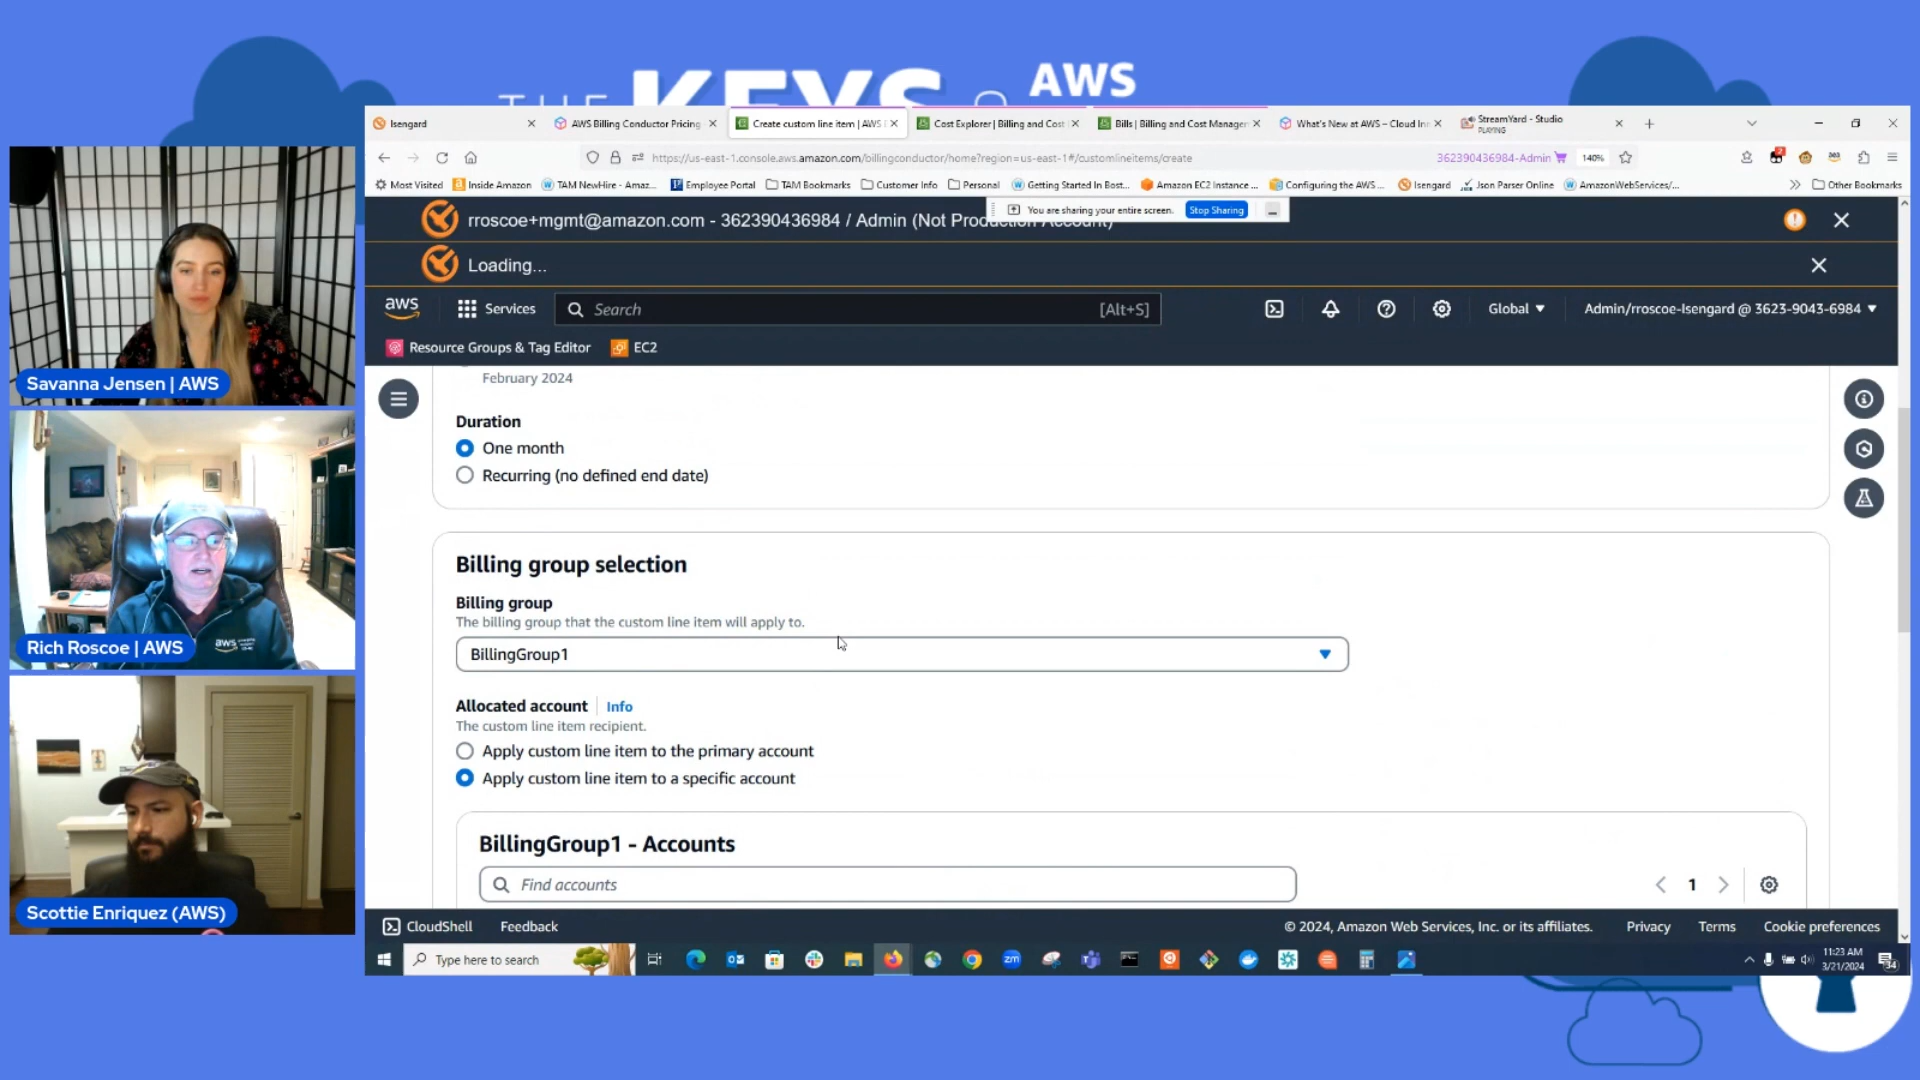 THE KEYS
AWS
Isengard
AWS Billing Conductor Pricing
Create custom line item | AWS
Cost Explorer | Billing and Cost
Bills | Billing and Cost Manager
What's New at AWS – Cloud In
StreamYard - Studio
PLAYING
https://us-east-1.console.aws.amazon.com/billingconductor/home?region=us-east-1#/customlineitems/create
362390436984-Admin
140%
Most Visited
Inside Amazon
TAM NewHire - Amaz...
Employee Portal
TAM Bookmarks
Customer Info
Personal
Getting Started In Bost...
Amazon EC2 Instance ...
Configuring the AWS ...
Isengard
Json Parser Online
AmazonWebServices/...
Other Bookmarks
You are sharing your entire screen.
Stop Sharing
rroscoe+mgmt@amazon.com - 362390436984 / Admin (Not Production Account)
Loading...
aws
Services
Search
[Alt+S]
Global
Admin/rroscoe-Isengard @ 3623-9043-6984
Resource Groups & Tag Editor
EC2
February 2024
Duration
One month
Recurring (no defined end date)
Billing group selection
Billing group
The billing group that the custom line item will apply to.
BillingGroup1
Allocated account
Info
The custom line item recipient.
Apply custom line item to the primary account
Apply custom line item to a specific account
BillingGroup1 - Accounts
Find accounts
1
CloudShell
Feedback
© 2024, Amazon Web Services, Inc. or its affiliates.
Privacy
Terms
Cookie preferences
Type here to search
zm
11:23 AM
3/21/2024
34
Savanna Jensen | AWS
aws
Rich Roscoe | AWS
Scottie Enriquez (AWS)